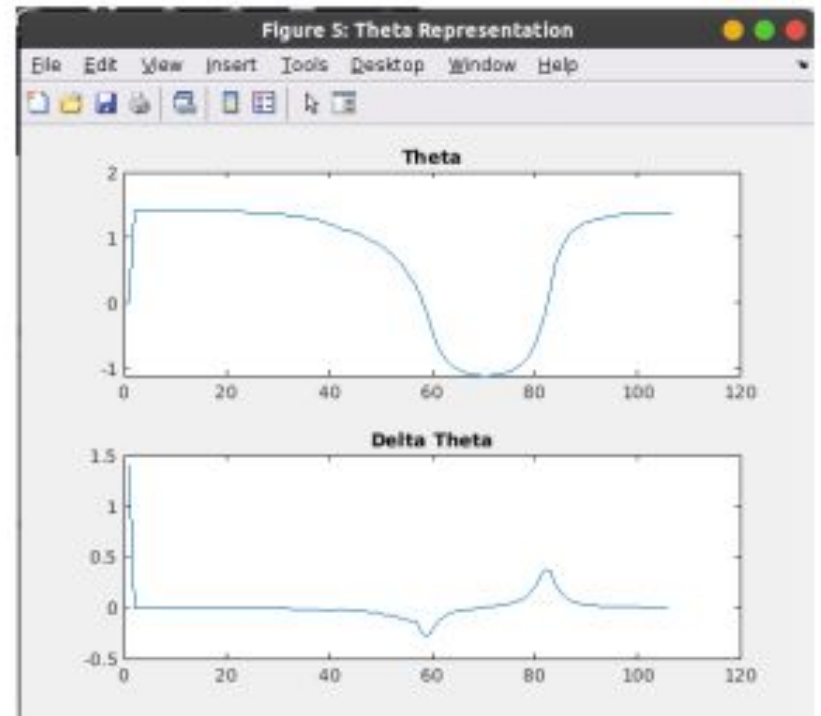 Figure 5: Theta Representation
File Edit View Insert Tools Desktop Window Help
Theta
2
1
0
-1
0 20 40 60 80 100 120
Delta Theta
1.5
1
0.5
0
-0.5
0 20 40 60 80 100 120